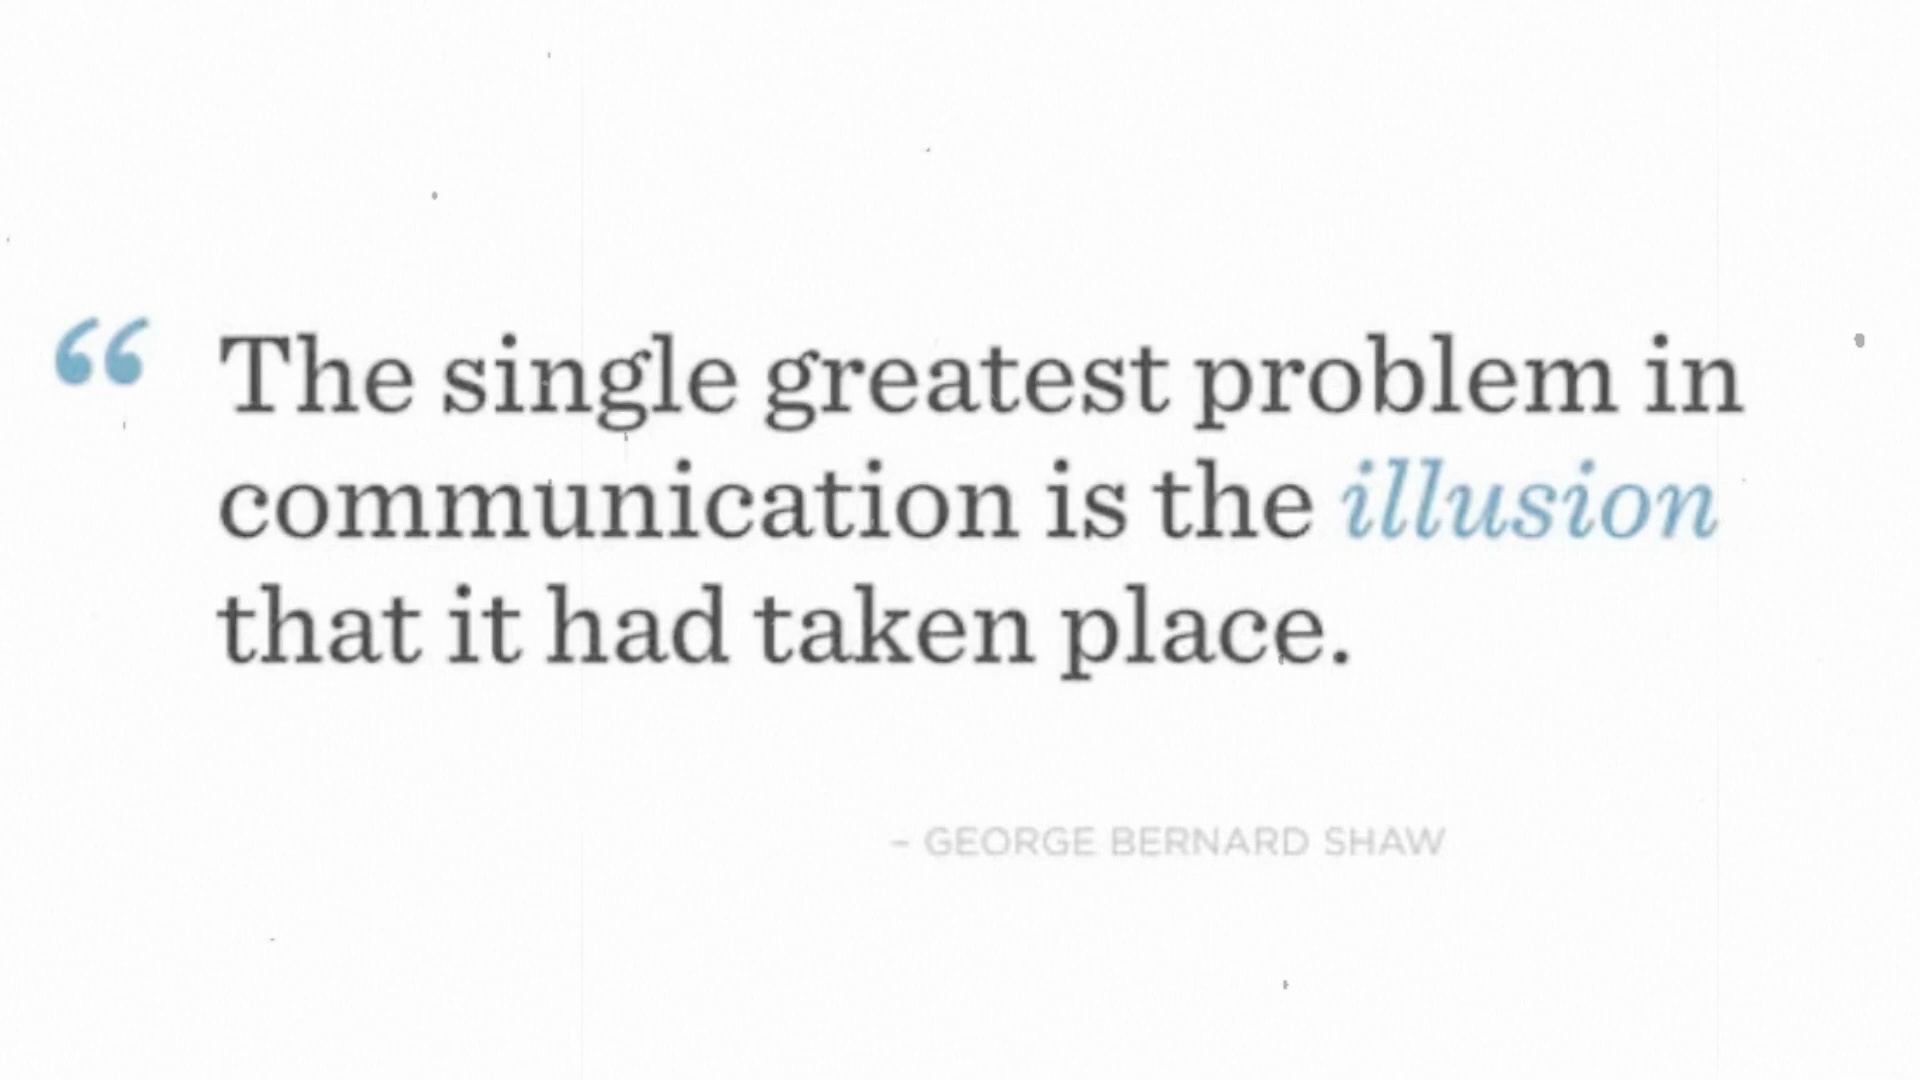 “ The single greatest problem in
communication is the illusion
that it had taken place.
– GEORGE BERNARD SHAW